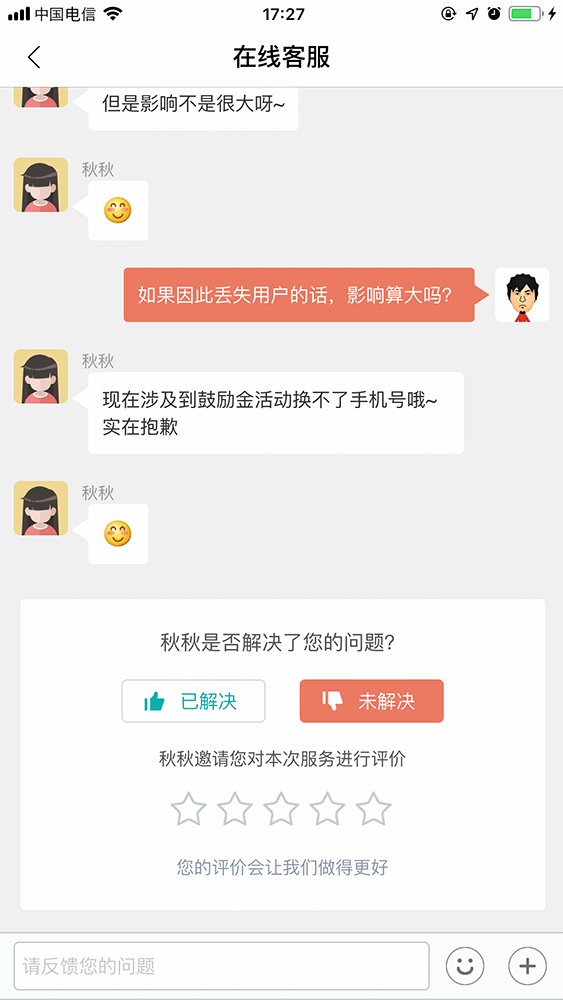 中国电信
17:27
在线客服
但是影响不是很大呀~
秋秋
如果因此丢失用户的话，影响算大吗？
秋秋
现在涉及到鼓励金活动换不了手机号哦~
实在抱歉
秋秋
秋秋是否解决了您的问题？
已解决
未解决
秋秋邀请您对本次服务进行评价
您的评价会让我们做得更好
请反馈您的问题